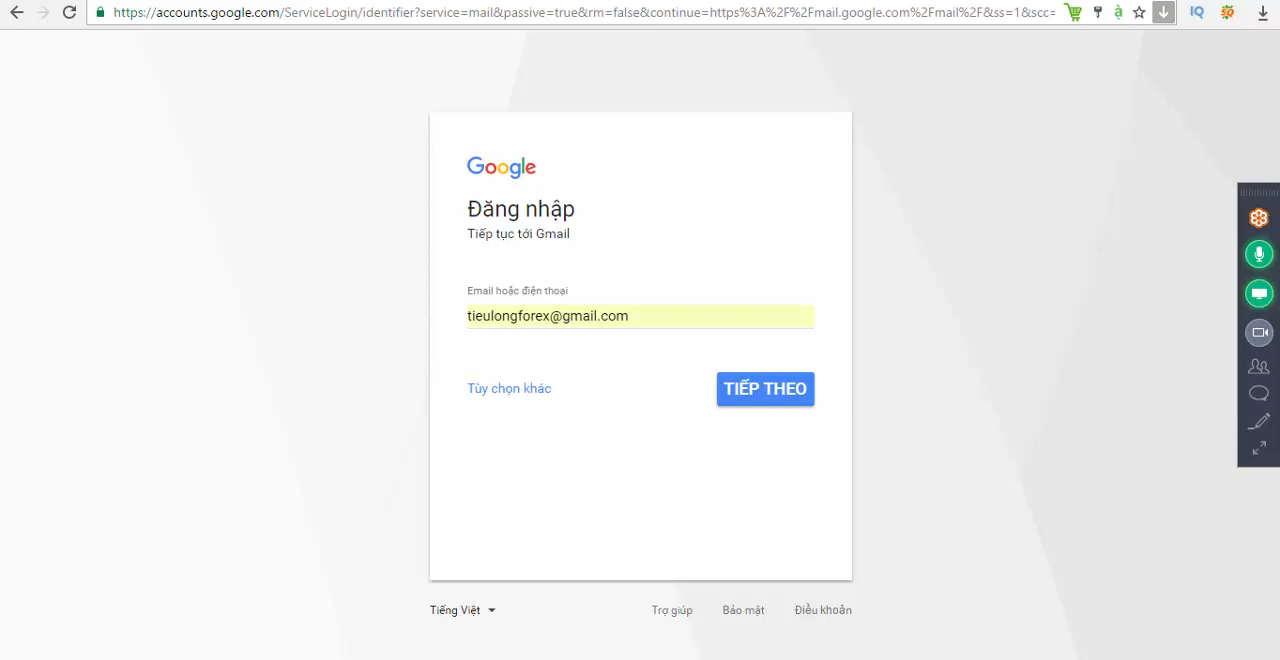 https://accounts.google.com/ServiceLogin/identifier?service=mail&passive=true&rm=false&continue=https%3A%2F%2Fmail.google.com%2Fmail%2F&ss=1&scc=
ạ
IQ
SQ
Google
Đăng nhập
Tiếp tục tới Gmail
Email hoặc điện thoại
tieulongforex@gmail.com
Tùy chọn khác
TIẾP THEO
Tiếng Việt
Trợ giúp
Bảo mật
Điều khoản